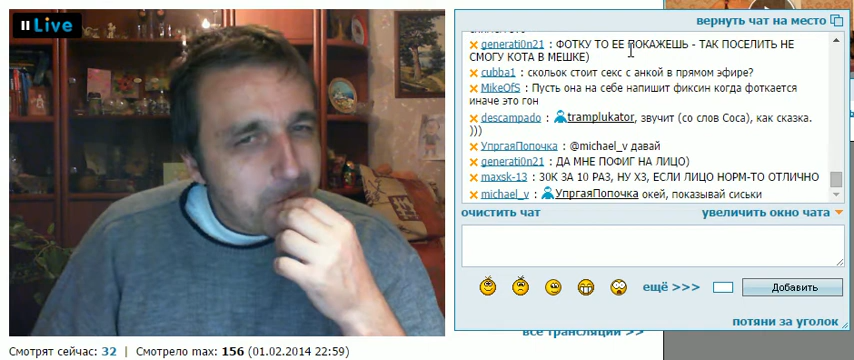 Live
вернуть чат на место
generati0n21 : ФОТКУ ТО ЕЕ ПОКАЖЕШЬ - ТАК ПОСЕЛИТЬ НЕ
СМОГУ КОТА В МЕШКЕ)
cubba1 : сколько стоит секс с анкой в прямом эфире?
MikeOfS : Пусть она на себе напишит фиксин когда фоткается
иначе это гон
descampado : tramplukator, звучит (со слов Соса), как сказка.
)))
УпргаяПопочка : @michael_v давай
generati0n21 : ДА МНЕ ПОФИГ НА ЛИЦО)
maxsk-13 : 30К ЗА 10 РАЗ, НУ ХЗ, ЕСЛИ ЛИЦО НОРМ-ТО ОТЛИЧНО
michael_v : УпргаяПопочка окей, показывай сиськи
очистить чат
увеличить окно чата
ещё >>>
Добавить
потяни за уголок
все трансляции >>
Смотрят сейчас: 32 | Смотрело max: 156 (01.02.2014 22:59)